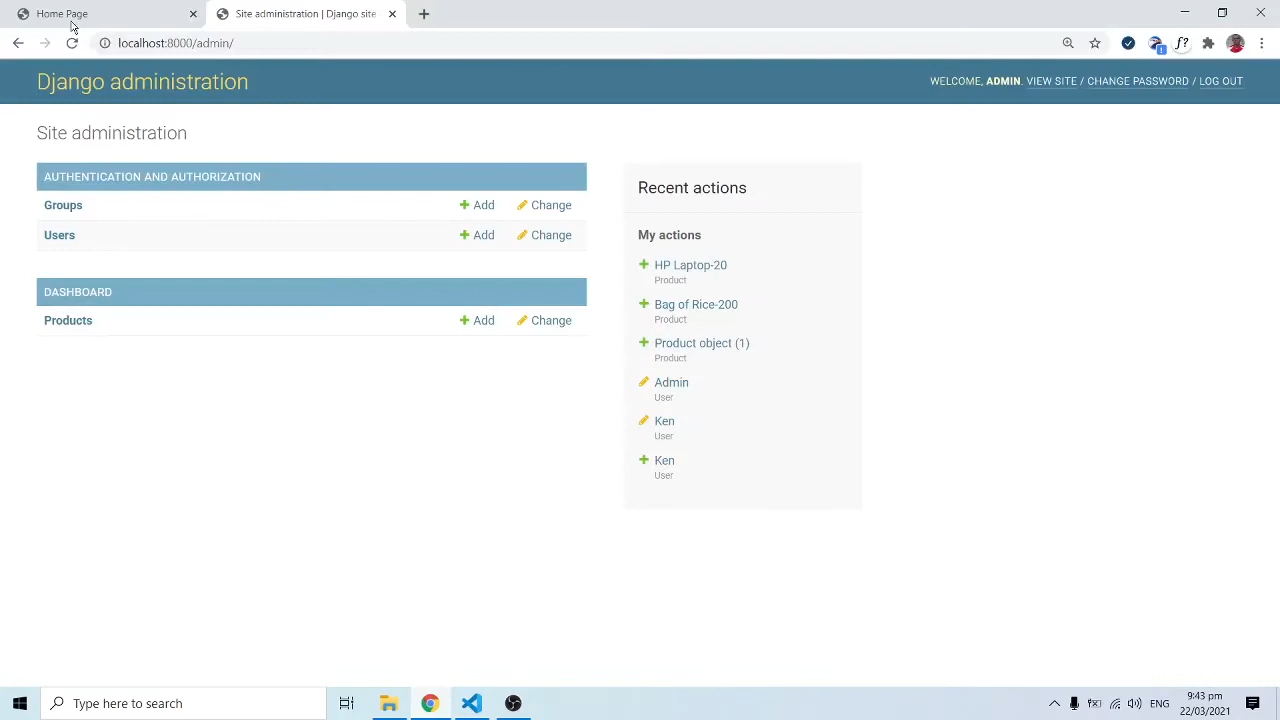 Home Page
Site administration | Django site
localhost:8000/admin/
f?
Django administration
WELCOME, ADMIN. VIEW SITE / CHANGE PASSWORD / LOG OUT
Site administration
AUTHENTICATION AND AUTHORIZATION
Groups Add Change
Users Add Change
DASHBOARD
Products Add Change
Recent actions
My actions
HP Laptop-20
Product
Bag of Rice-200
Product
Product object (1)
Product
Admin
User
Ken
User
Ken
User
Type here to search
ENG
9:43 pm
22/03/2021